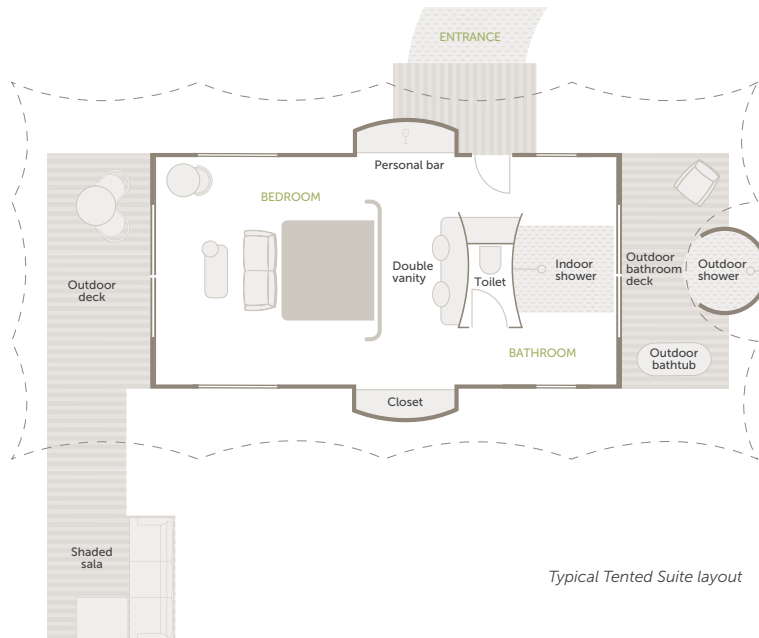 ENTRANCE
Personal bar
BEDROOM
Outdoor
deck
Double
vanity
Toilet
Indoor
shower
Outdoor
bathroom
deck
Outdoor
shower
BATHROOM
Outdoor
bathtub
Closet
Shaded
sala
Typical Tented Suite layout